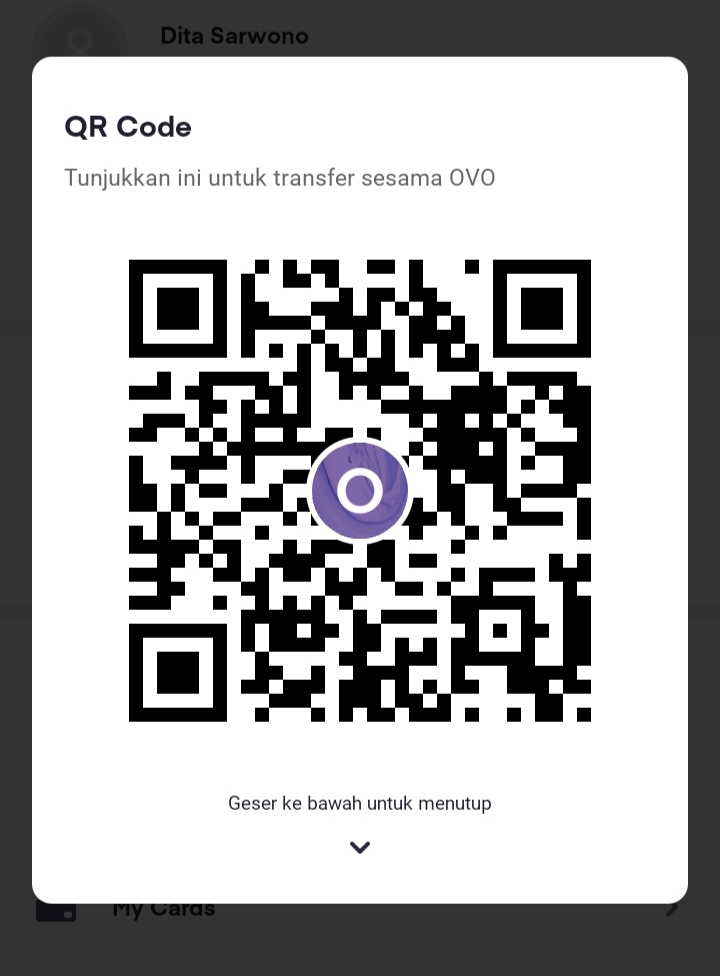 Dita Sarwono
QR Code
Tunjukkan ini untuk transfer sesama OVO
Geser ke bawah untuk menutup
My Cards